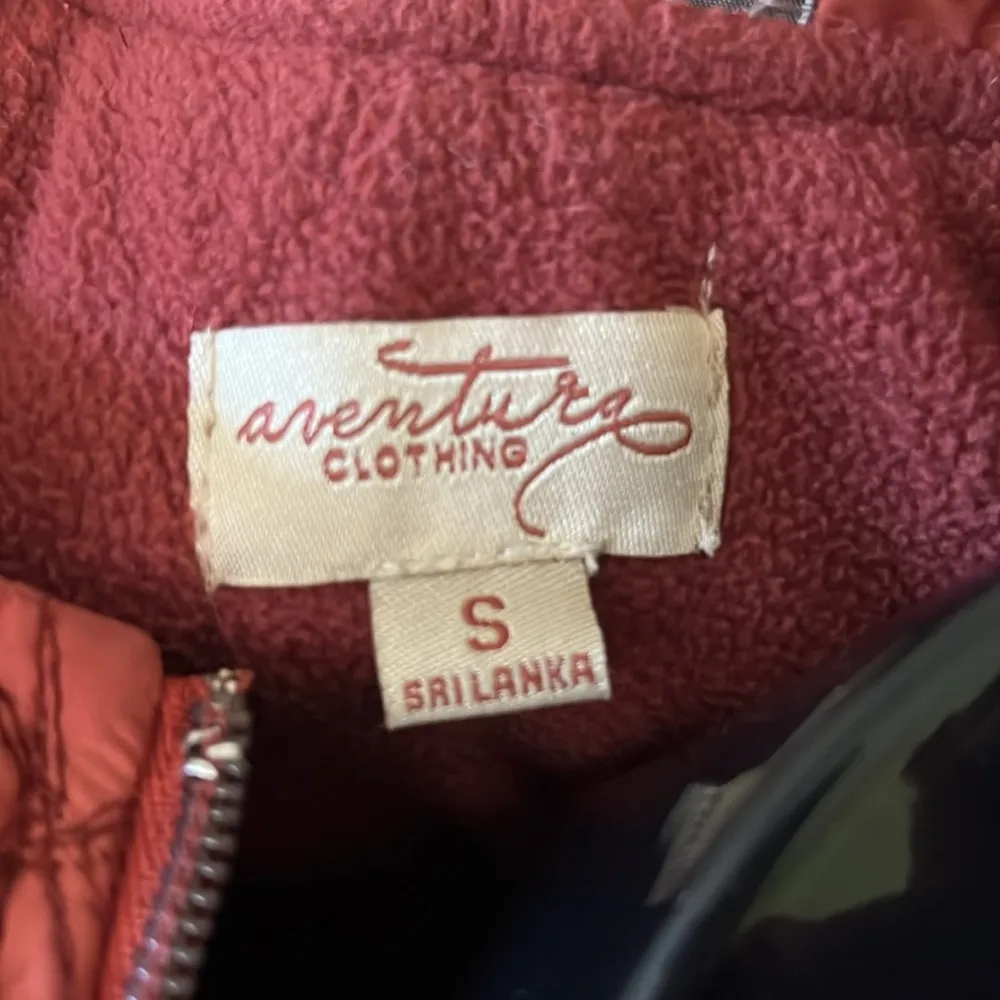 aventura
CLOTHING
S
SRI LANKA